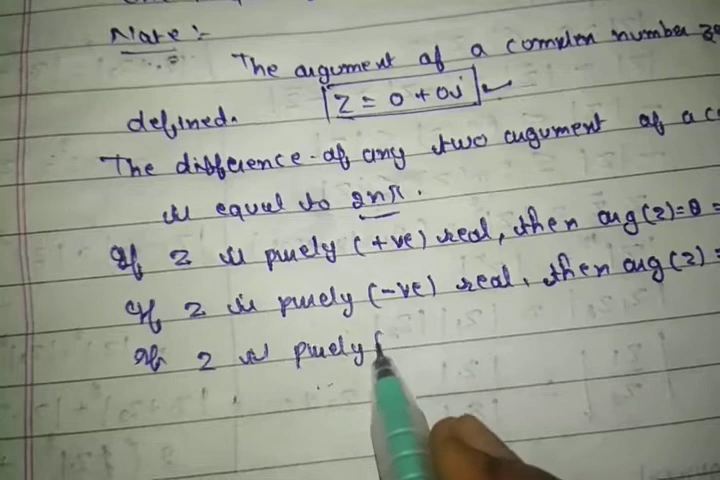 Note :-
The argument of a complex number
defined. Z = 0 + 0i
The difference of any two argument of a c
is equal to 2nπ.
If Z is purely (+ve) real, then arg(z)=θ =
If Z is purely (-ve) real, then arg(z) =
If Z is purely (